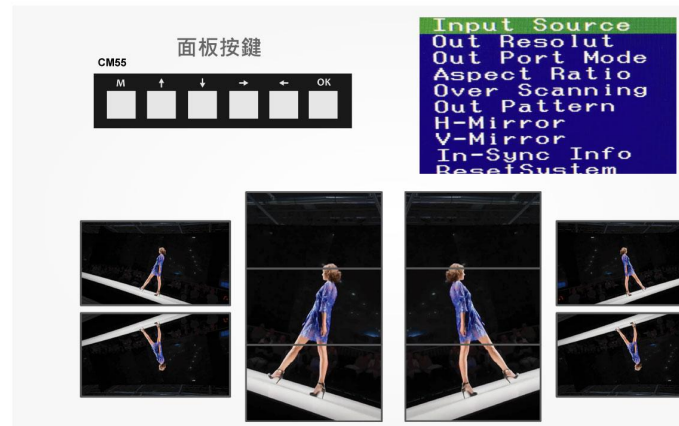 面板按鍵
CM55
M ↑ ↓ → ← OK
Input Source
Out Resolut
Out Port Mode
Aspect Ratio
Over Scanning
Out Pattern
H-Mirror
V-Mirror
In-Sync Info
ResetSystem